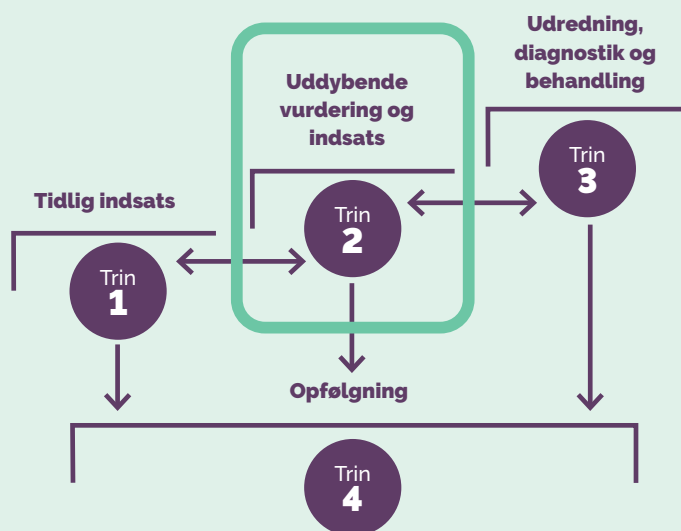 Tidlig indsats
Trin
1
Uddybende
vurdering og
indsats
Trin
2
Udredning,
diagnostik og
behandling
Trin
3
Opfølgning
Trin
4